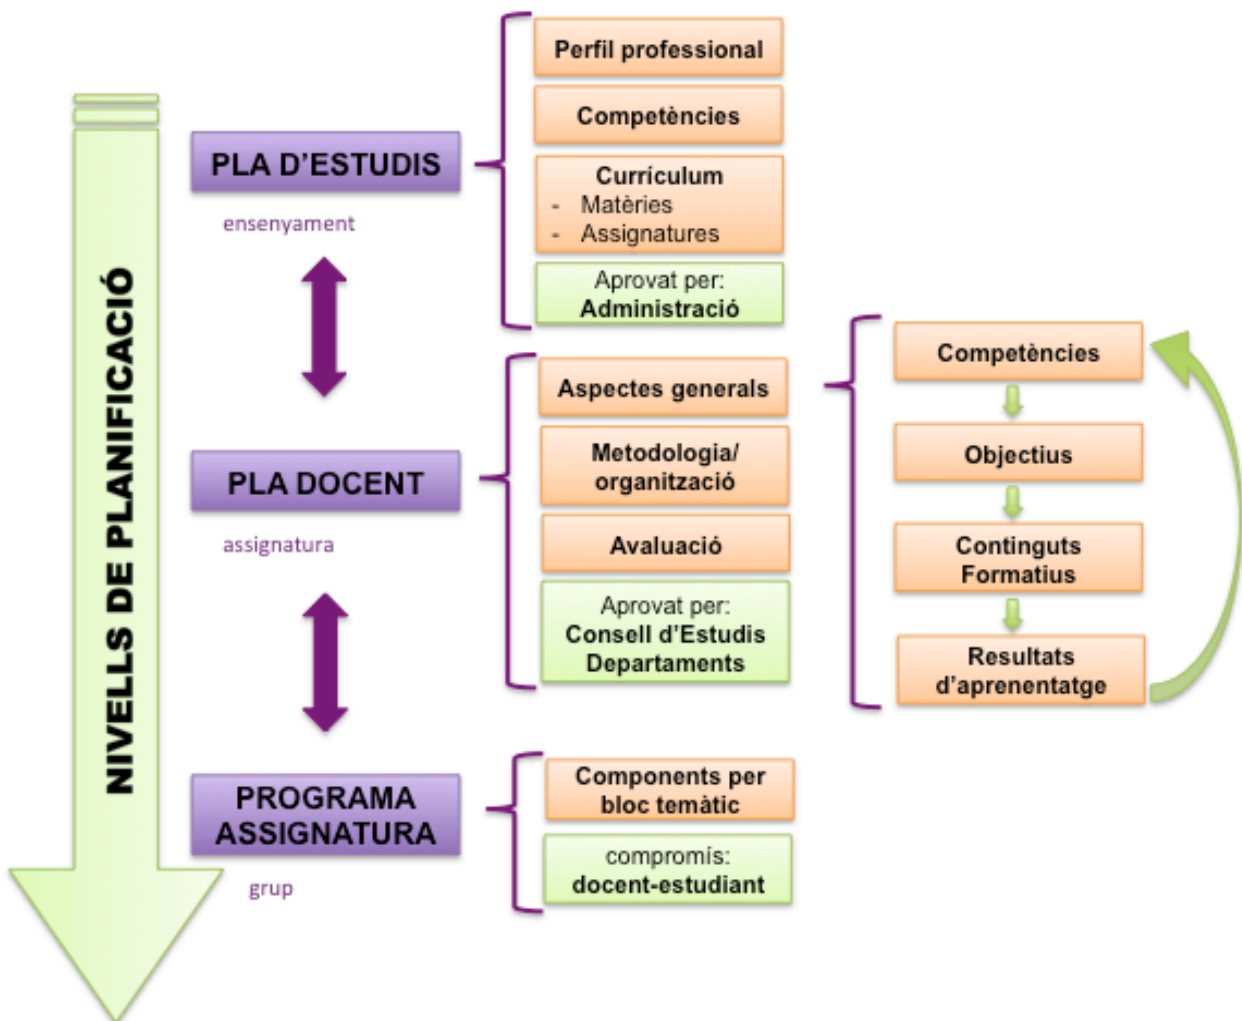 NIVELLS DE PLANIFICACIÓ
PLA D'ESTUDIS
ensenyament
Perfil professional
Competències
Curriculum
- Matèries
- Assignatures
Aprovat per:
Administració
PLA DOCENT
assignatura
Aspectes generals
Metodologia/
organització
Avaluació
Aprovat per:
Consell d'Estudis
Departaments
Competències
Objectius
Continguts
Formatius
Resultats
d'aprenentatge
PROGRAMA
ASSIGNATURA
grup
Components per
bloc temàtic
compromís:
docent-estudiant